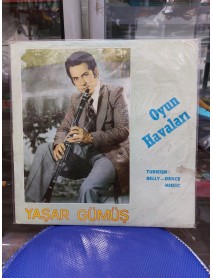 Oyun
Havaları
TURKISH
BELLY-DANCE
MUSIC
YAŞAR GÜMÜŞ